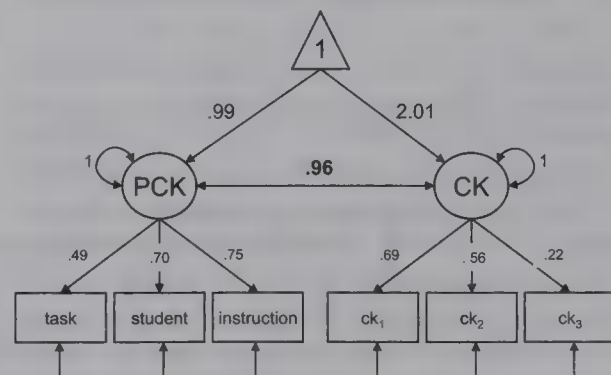 1
.99 2.01
1 PCK .96 CK 1
.49 .70 .75 .69 .56 .22
task student instruction ck₁ ck₂ ck₃